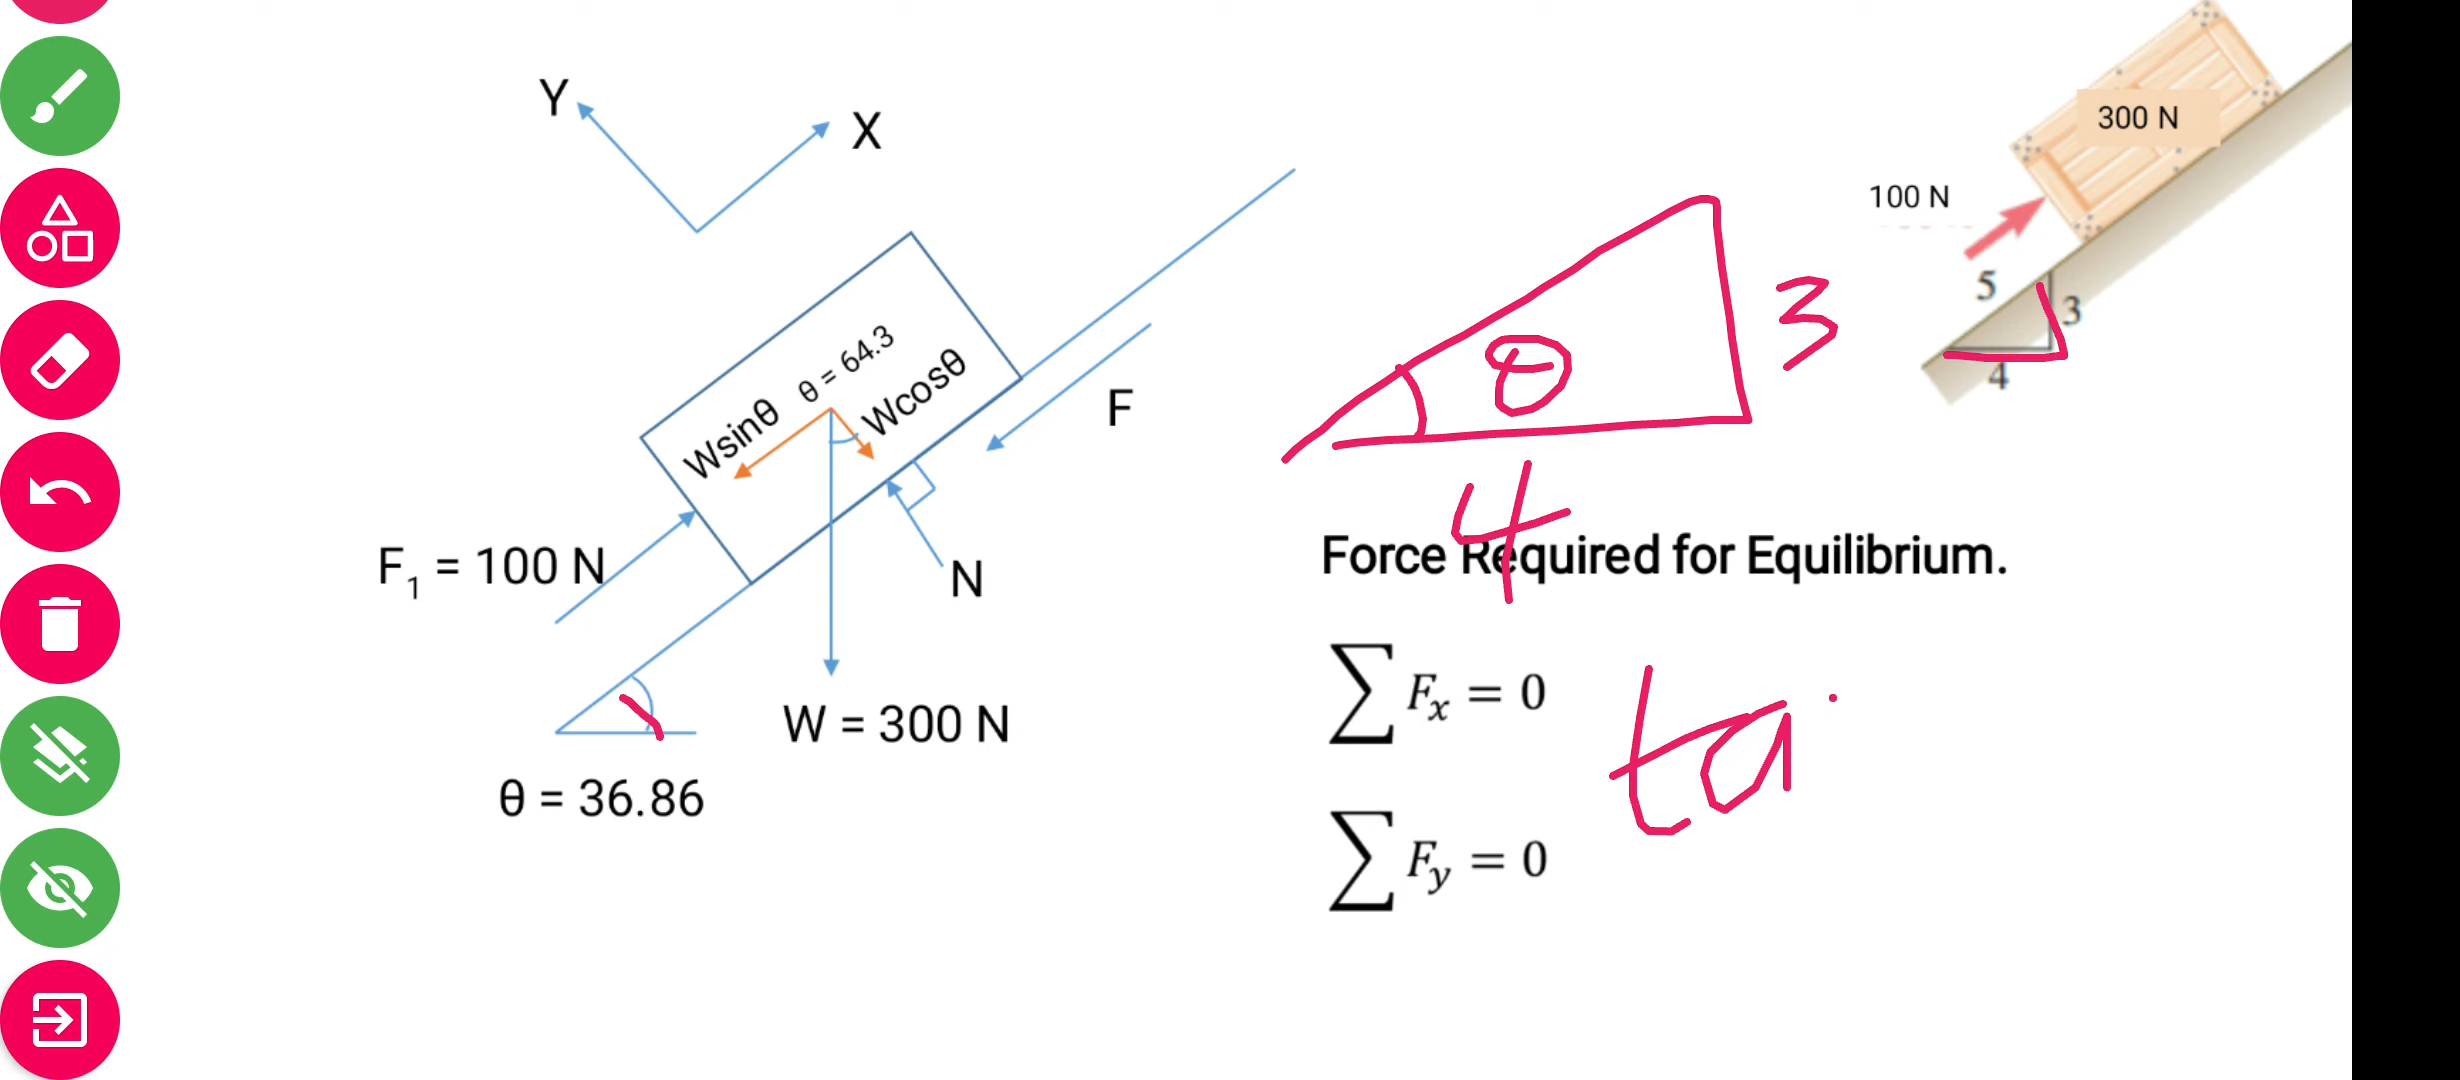 Y
X
300 N
100 N
5
3
4
3
θ
4
Wsinθ
θ = 64.3
Wcosθ
F
F1 = 100 N
N
Force Required for Equilibrium.
W = 300 N
θ = 36.86
∑ Fx = 0
ta
∑ Fy = 0